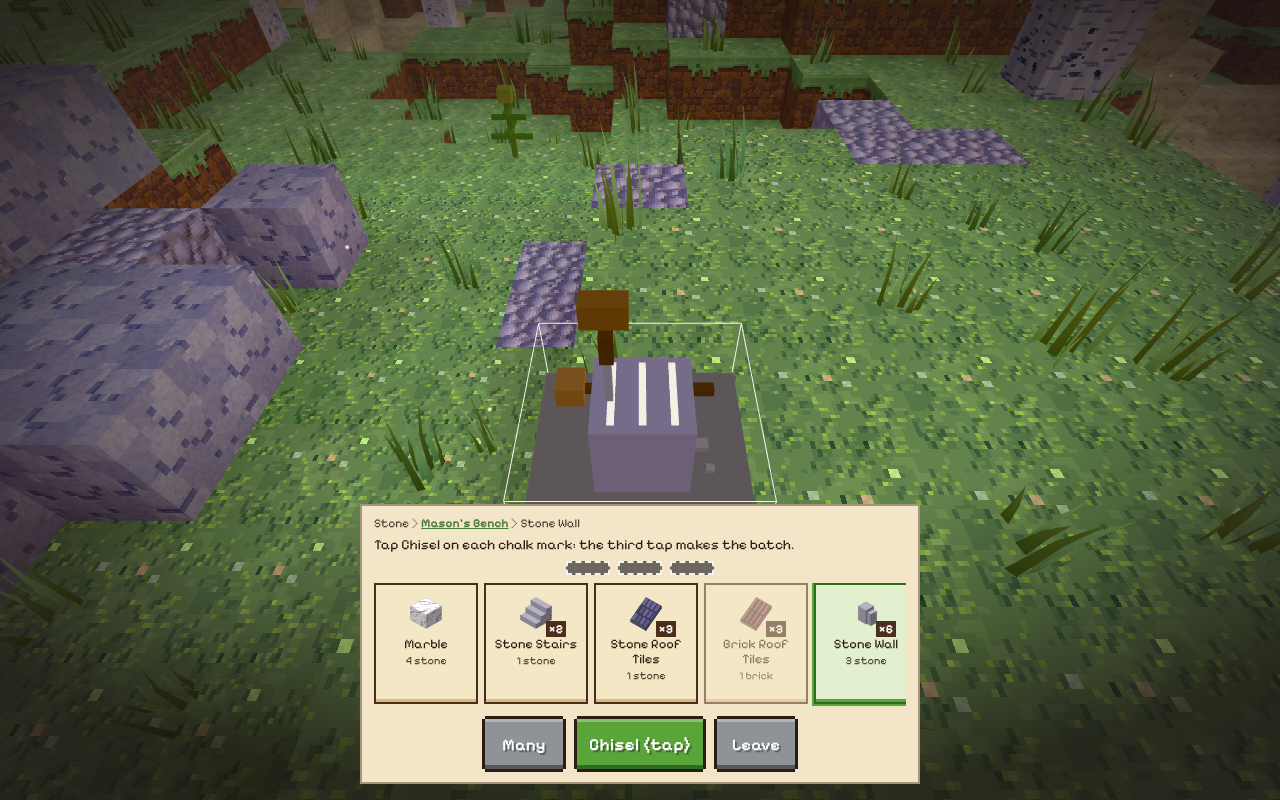 Stone > Mason's Bench > Stone Wall
Tap Chisel on each chalk mark: the third tap makes the batch.
×2
×3
×3
×6
Marble
4 stone
Stone Stairs
1 stone
Stone Roof
Tiles
1 stone
Brick Roof
Tiles
1 brick
Stone Wall
3 stone
Many
Chisel (tap)
Leave